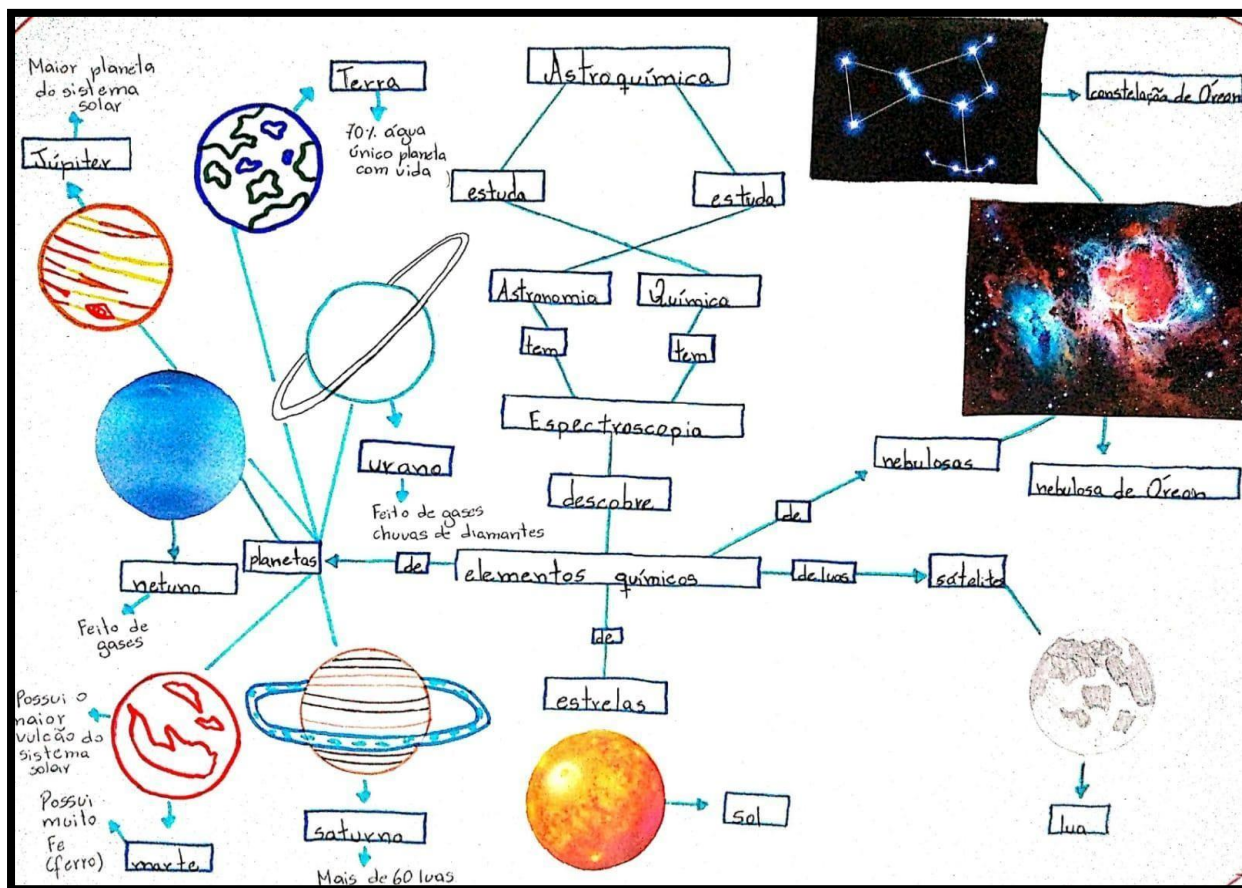 Maior planeta
do sistema
solar
Júpiter
Terra
70% água
único planeta
com vida
Astroquímica
estuda
estuda
Astronomia
Química
tem
tem
Espectroscopia
descobre
elementos químicos
constelação de Órean
nebulosas
nebulosa de Órean
de
de luas
sátelites
lua
de
estrelas
sol
de
planetas
urano
Feito de gases
chuvas de diamantes
netuno
Feito de
gases
Possui o
maior
vulcão do
sistema
solar
Possui
muito
Fe
(ferro)
marte
saturno
Mais de 60 luas